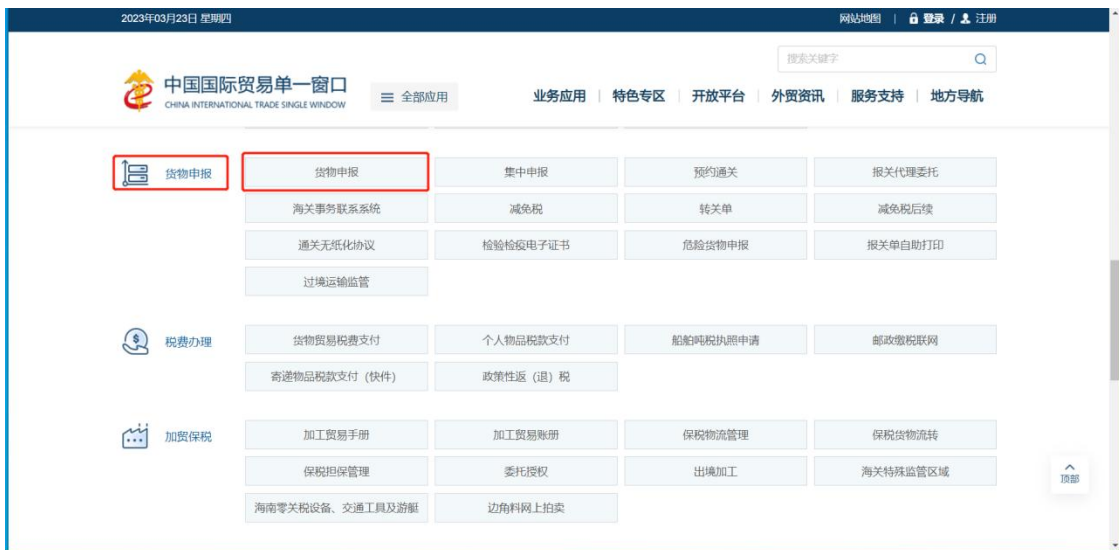 2023年03月23日 星期四 网站地图 | 登录 / 注册
搜索关键字
中国国际贸易单一窗口
CHINA INTERNATIONAL TRADE SINGLE WINDOW
全部应用 业务应用 | 特色专区 | 开放平台 | 外贸资讯 | 服务支持 | 地方导航
货物申报 货物申报 集中申报 预约通关 报关代理委托
海关事务联系系统 减免税 转关单 减免税后续
通关无纸化协议 检验检疫电子证书 危险货物申报 报关单自助打印
过境运输监管
税费办理 货物贸易税费支付 个人物品税款支付 船舶吨税执照申请 邮政缴税联网
寄递物品税款支付（快件） 政策性返（退）税
加贸保税 加工贸易手册 加工贸易账册 保税物流管理 保税货物流转
保税担保管理 委托授权 出境加工 海关特殊监管区域
顶部
海南零关税设备、交通工具及游艇 边角料网上拍卖